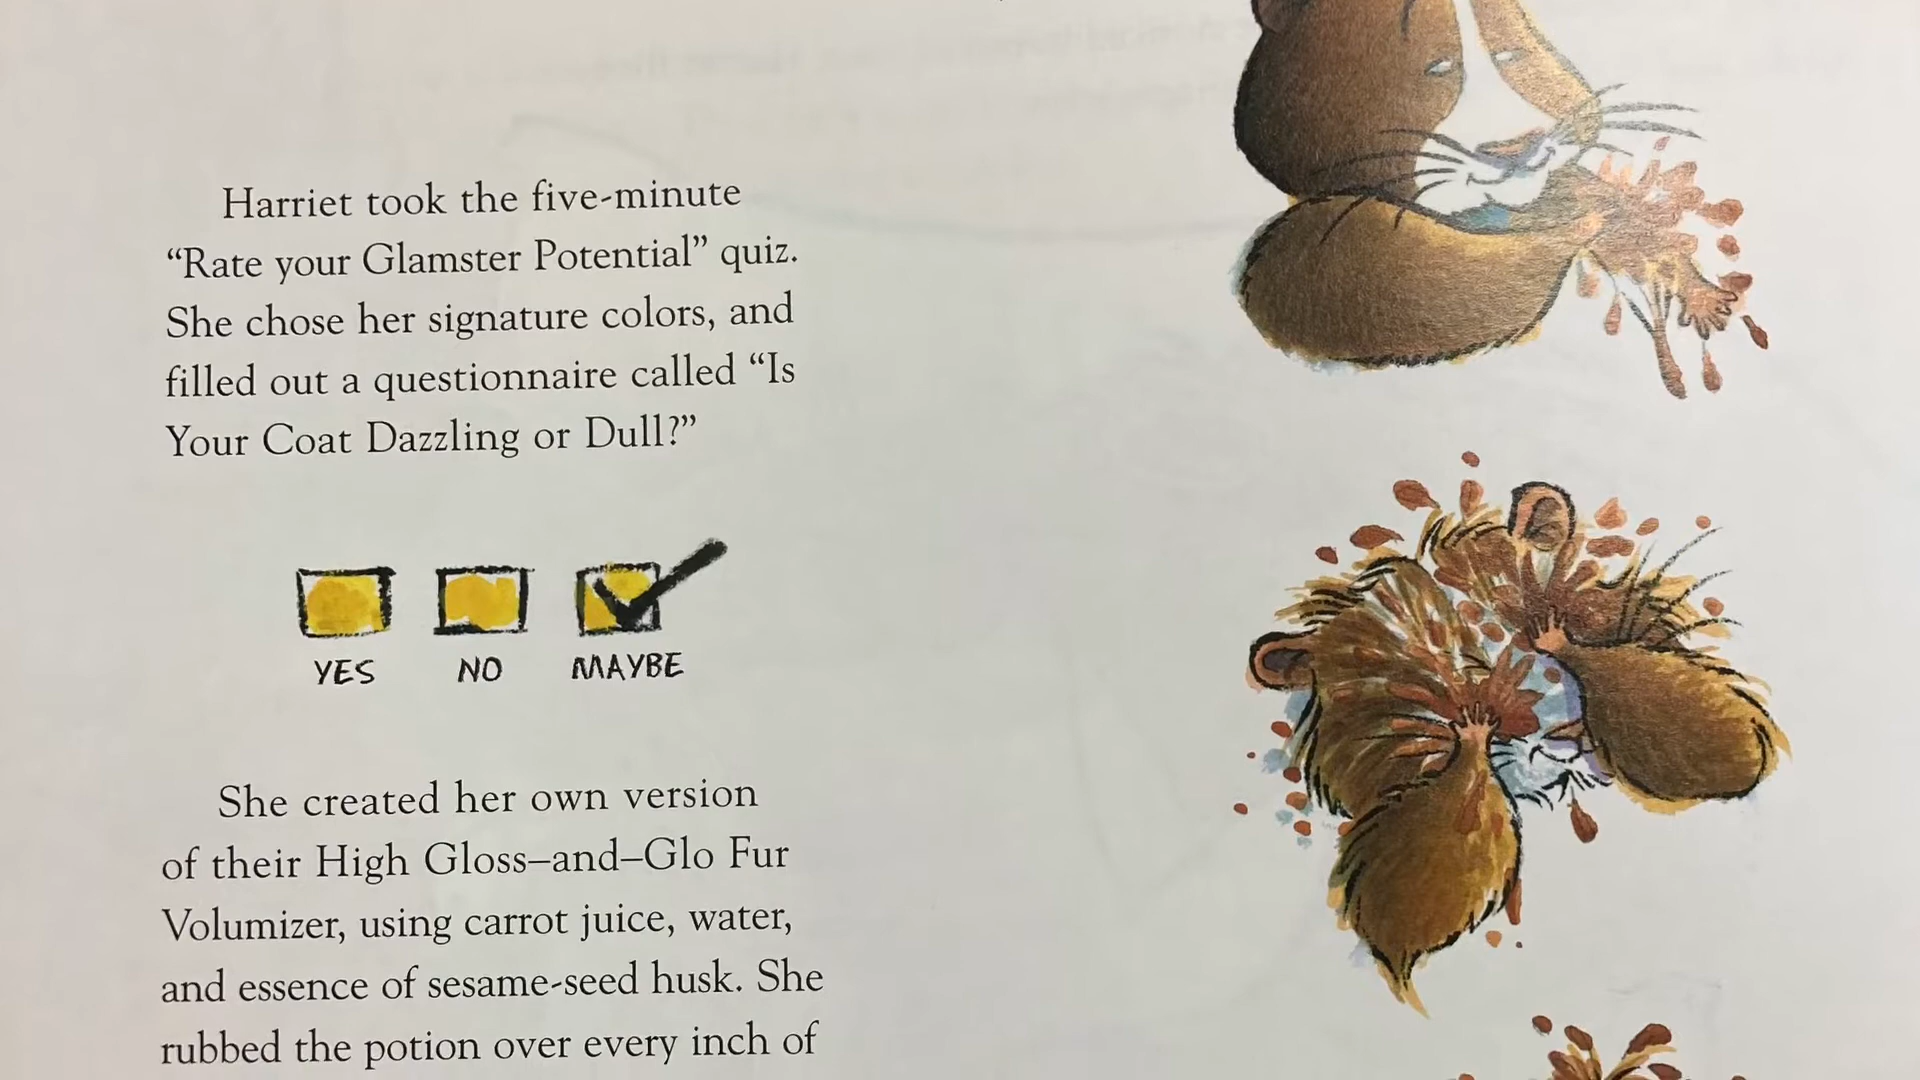 Harriet took the five-minute
“Rate your Glamster Potential” quiz.
She chose her signature colors, and
filled out a questionnaire called “Is
Your Coat Dazzling or Dull?”
YES NO MAYBE
She created her own version
of their High Gloss–and–Glo Fur
Volumizer, using carrot juice, water,
and essence of sesame-seed husk. She
rubbed the potion over every inch of